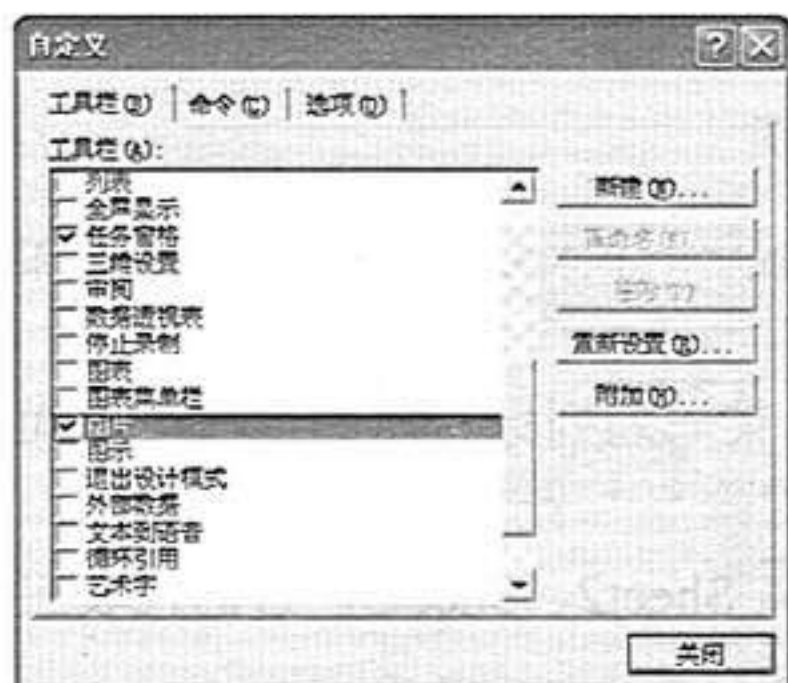 自定义
工具栏(B) 命令(C) 选项(O)
工具栏(A):
列表
全屏显示
任务窗格
三维设置
审阅
数据透视表
停止录制
图表
图表菜单栏
图片
图示
退出设计模式
外部数据
文本到语音
循环引用
艺术字
新建(N)...
重命名(E)...
重新设置(R)...
附加(H)...
关闭